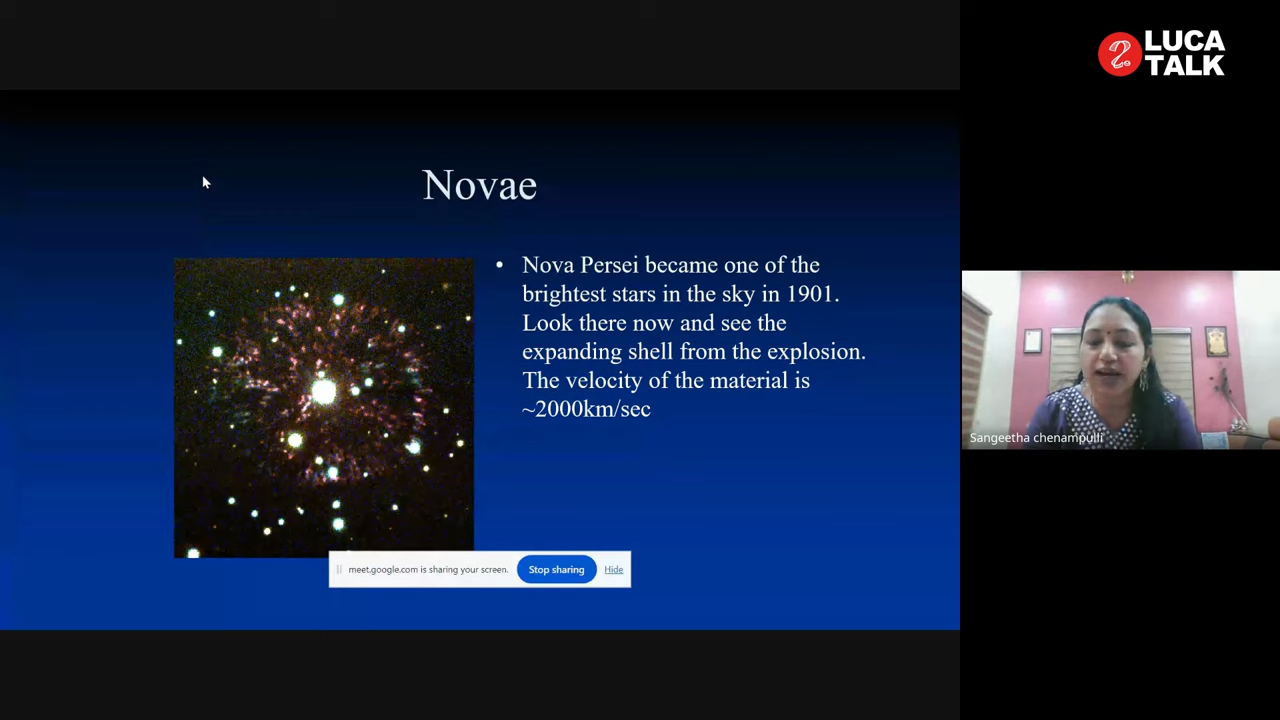 LUCA
TALK
Novae
• Nova Persei became one of the
brightest stars in the sky in 1901.
Look there now and see the
expanding shell from the explosion.
The velocity of the material is
~2000km/sec
Sangeetha chenampulli
meet.google.com is sharing your screen. Stop sharing Hide